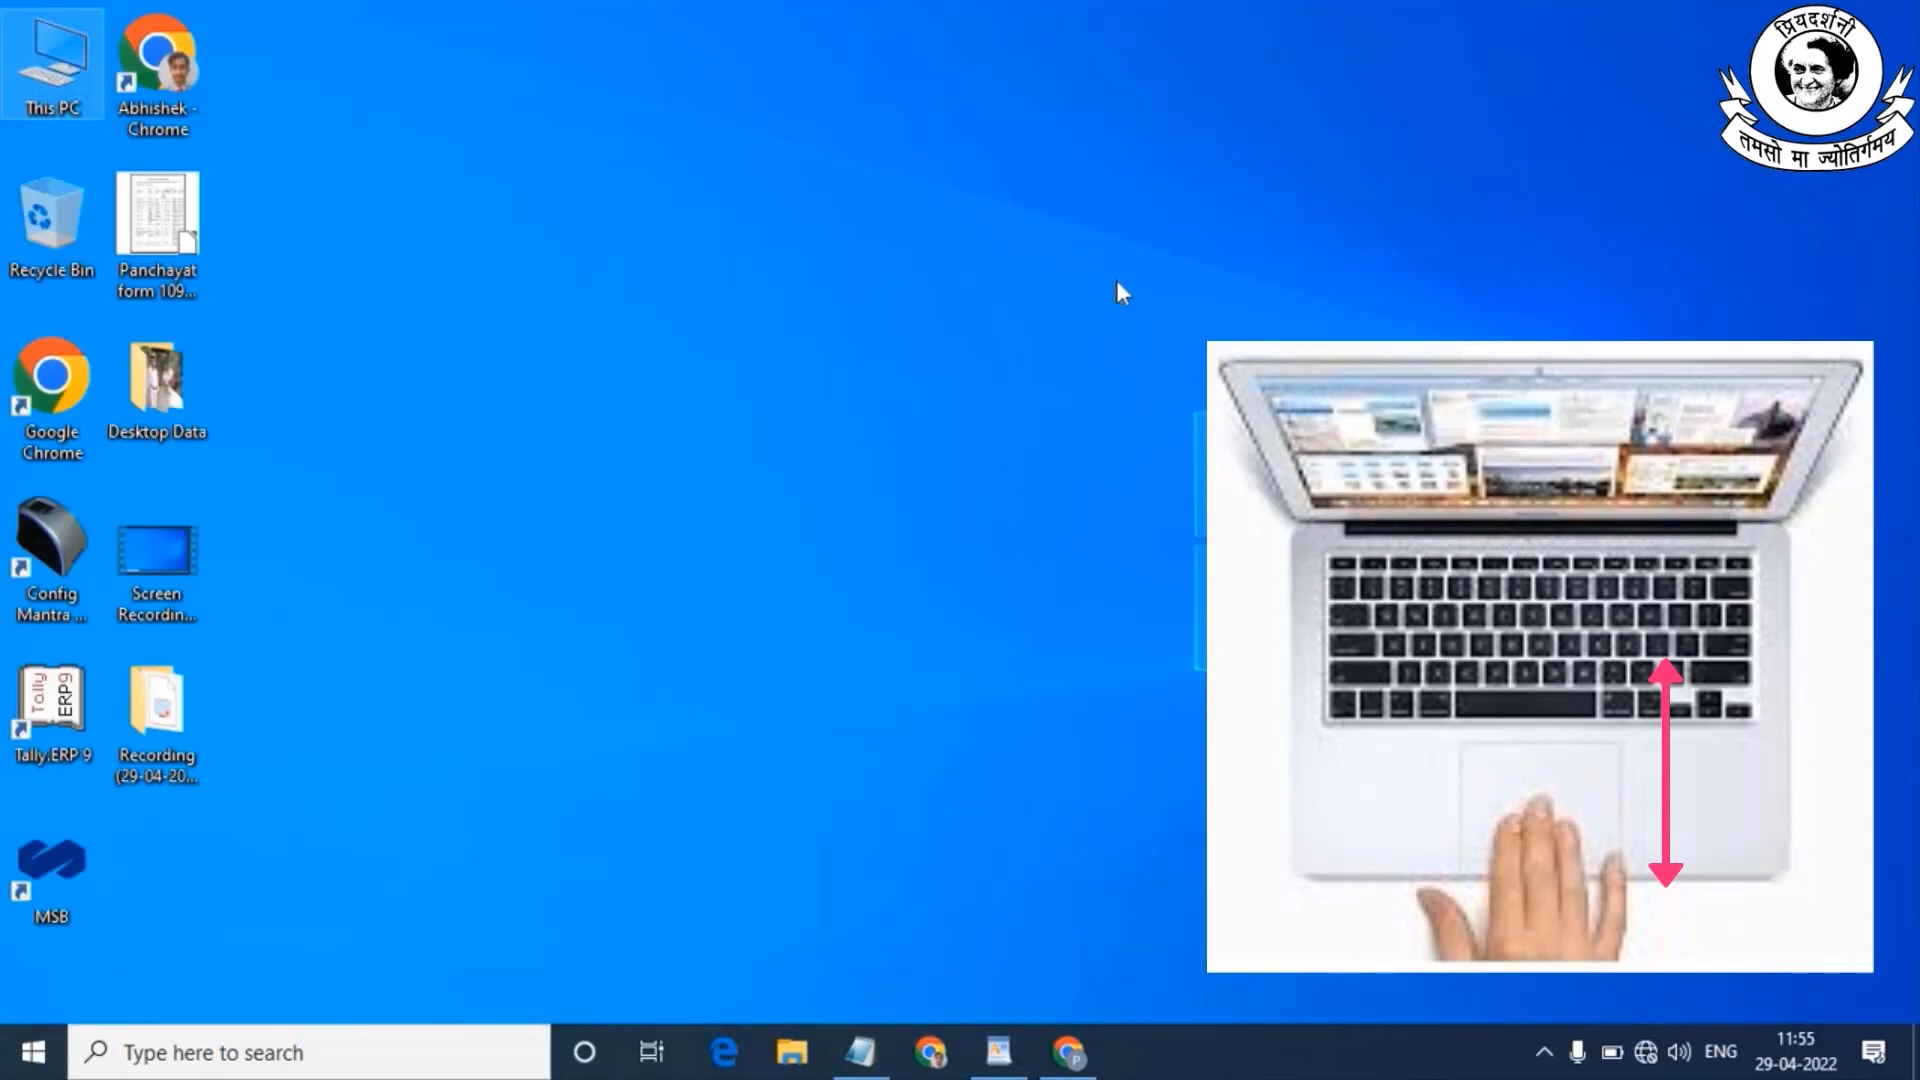 This PC
Abhishek -
Chrome
Recycle Bin
Panchayat
form 109...
Google
Chrome
Desktop Data
Config
Mantra ...
Screen
Recordin...
Tally
ERP9
Tally.ERP 9
Recording
(29-04-20...
MSB
प्रियदर्शनी
तमसो मा ज्योतिर्गमय
Type here to search
P
ENG
11:55
29-04-2022